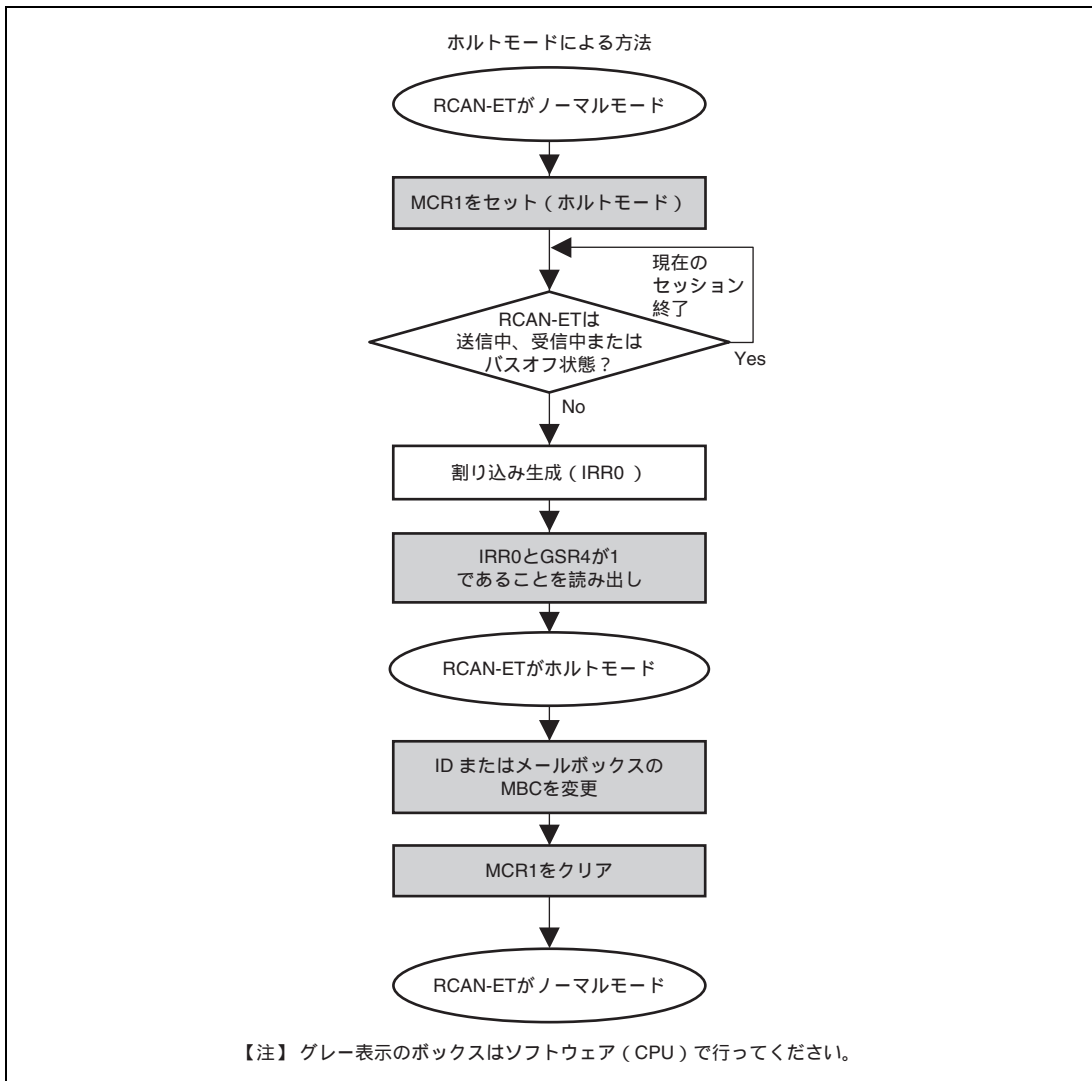 ホルトモードによる方法
RCAN-ETがノーマルモード
MCR1をセット（ホルトモード）
現在の
セッション
終了
RCAN-ETは
送信中、受信中または
バスオフ状態？
Yes
No
割り込み生成（IRR0 ）
IRR0とGSR4が1
であることを読み出し
RCAN-ETがホルトモード
ID またはメールボックスの
MBCを変更
MCR1をクリア
RCAN-ETがノーマルモード
【注】 グレー表示のボックスはソフトウェア（CPU）で行ってください。